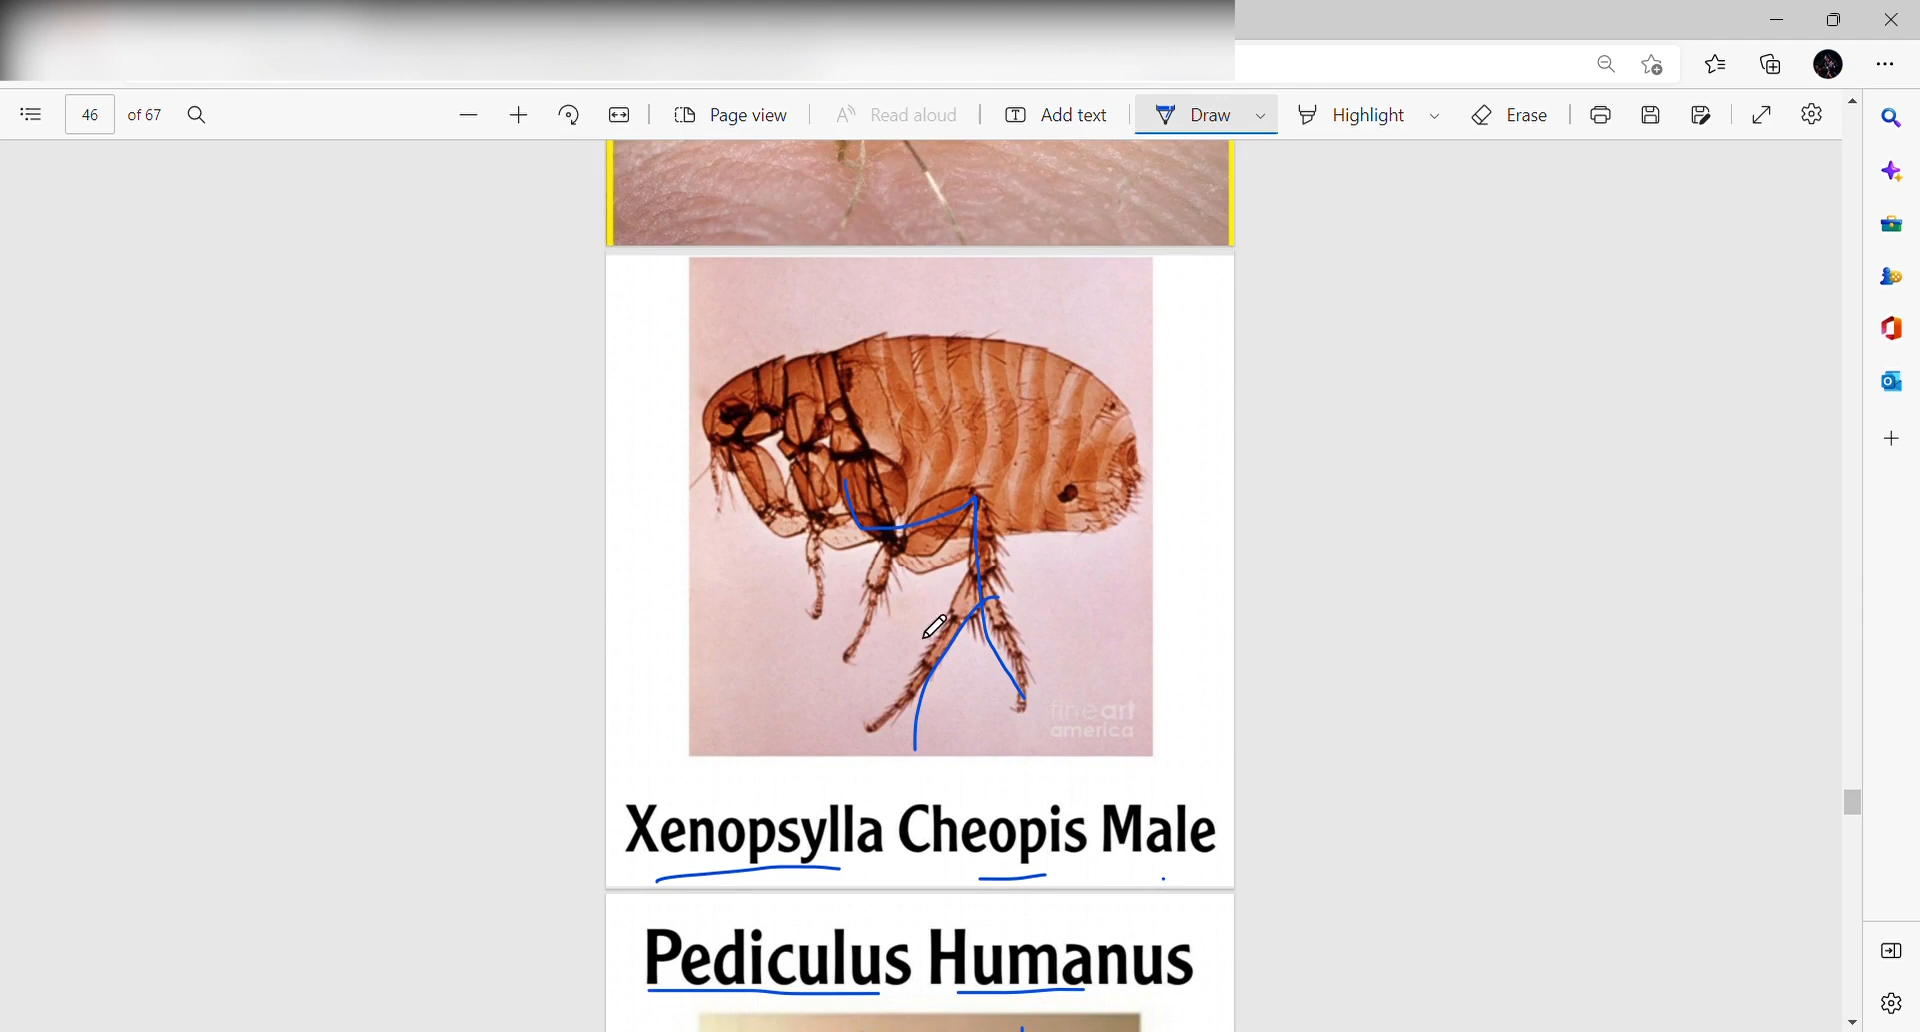 46 of 67 Page view Read aloud Add text Draw Highlight Erase
fineart
america
Xenopsylla Cheopis Male
Pediculus Humanus